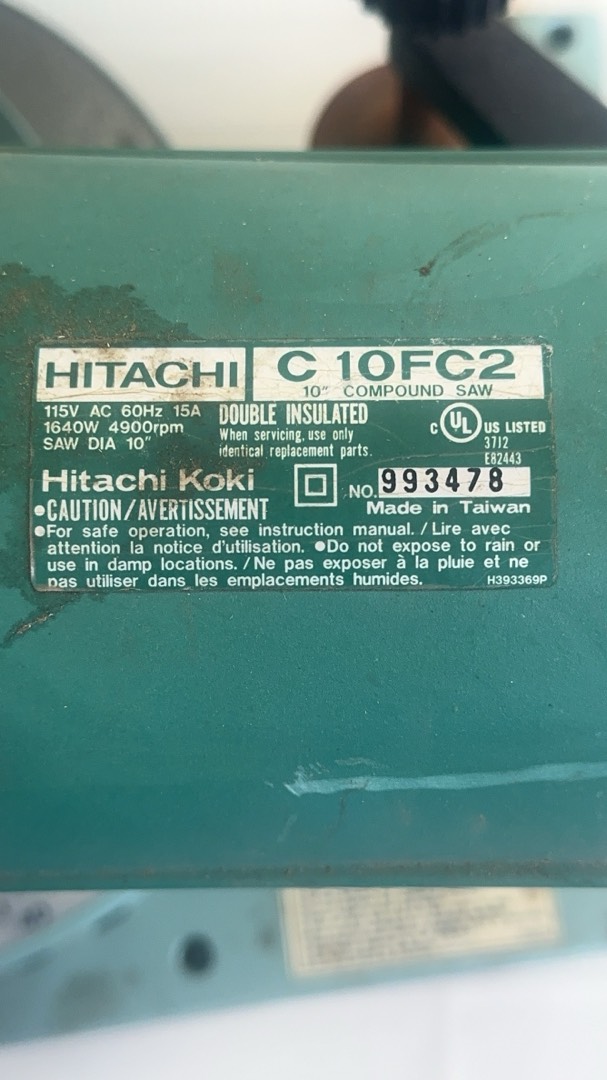 HITACHI
C 10FC2
10" COMPOUND SAW
115V AC 60Hz 15A
1640W 4900rpm
SAW DIA 10"
DOUBLE INSULATED
When servicing, use only
identical replacement parts.
C UL US LISTED
3712
E82443
Hitachi Koki
NO. 993478
Made in Taiwan
●CAUTION/AVERTISSEMENT
●For safe operation, see instruction manual. / Lire avec
attention la notice d'utilisation. ●Do not expose to rain or
use in damp locations. / Ne pas exposer à la pluie et ne
pas utiliser dans les emplacements humides.
H393369P